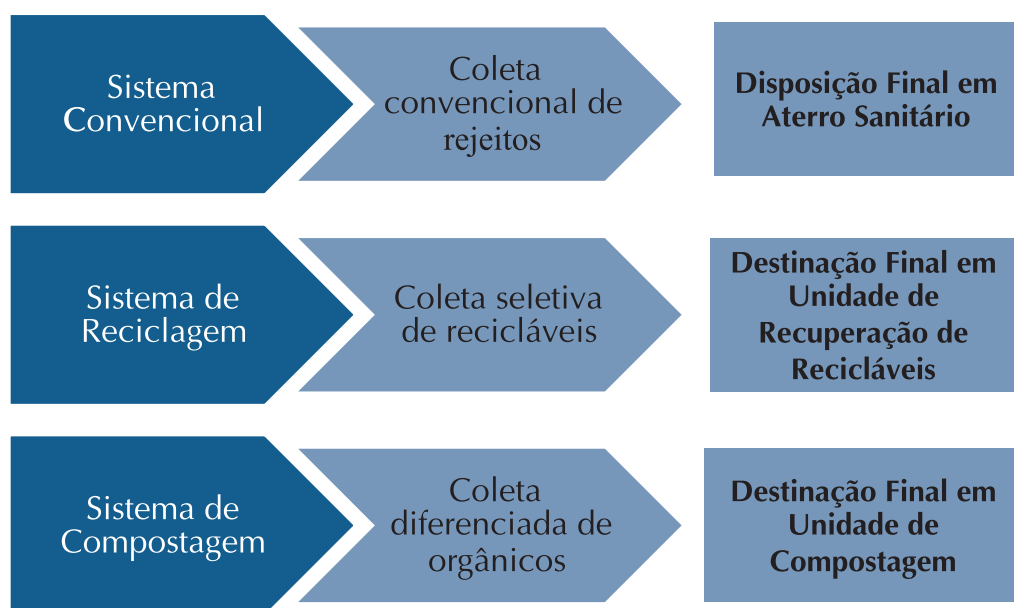 Sistema
Convencional
Coleta
convencional de
rejeitos
Disposição Final em
Aterro Sanitário
Sistema de
Reciclagem
Coleta seletiva
de recicláveis
Destinação Final em
Unidade de
Recuperação de
Recicláveis
Sistema de
Compostagem
Coleta
diferenciada de
orgânicos
Destinação Final em
Unidade de
Compostagem